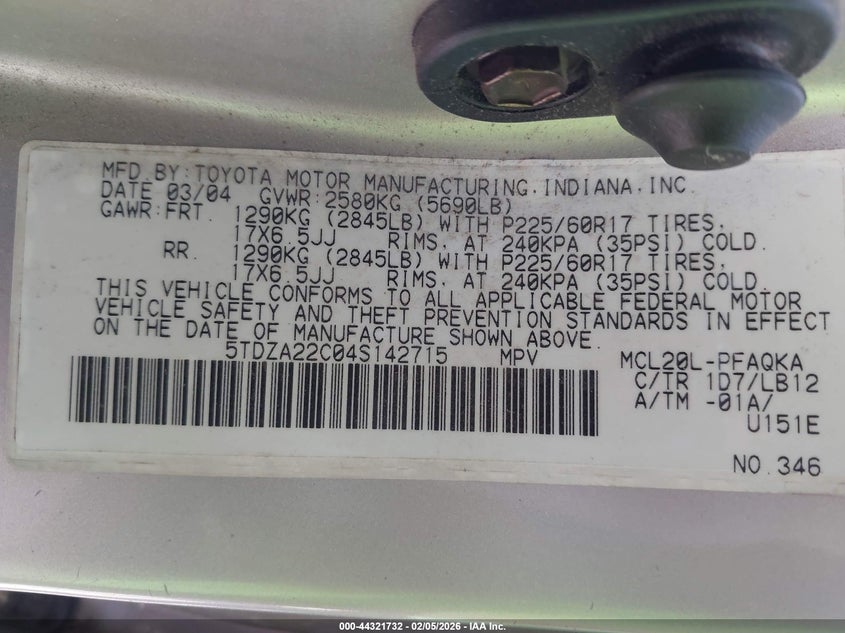 MFD.BY:TOYOTA MOTOR MANUFACTURING.INDIANA,INC.
DATE 03/04 GVWR:2580KG (5690LB)
GAWR:FRT. 1290KG (2845LB) WITH P225/60R17 TIRES,
17X6.5JJ RIMS, AT 240KPA (35PSI) COLD.
RR. 1290KG (2845LB) WITH P225/60R17 TIRES,
17X6.5JJ RIMS, AT 240KPA (35PSI) COLD.
THIS VEHICLE CONFORMS TO ALL APPLICABLE FEDERAL MOTOR
VEHICLE SAFETY AND THEFT PREVENTION STANDARDS IN EFFECT
ON THE DATE OF MANUFACTURE SHOWN ABOVE.
5TDZA22C04S142715 MPV MCL20L-PFAQKA
C/TR 1D7/LB12
A/TM -01A/
U151E
NO.346
000-44321732 - 02/05/2026 - IAA Inc.